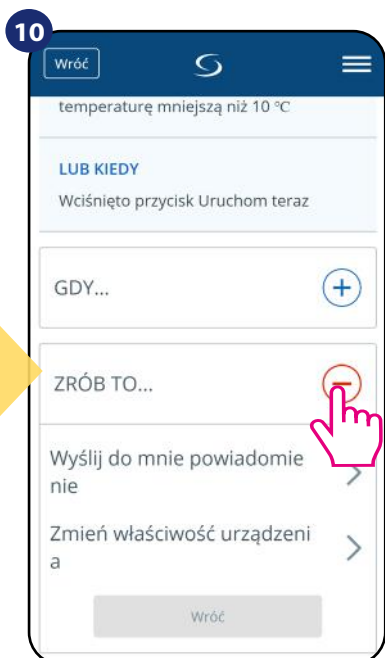 10
Wróć
temperaturę mniejszą niż 10 °C
LUB KIEDY
Wciśnięto przycisk Uruchom teraz
GDY...
ZRÓB TO...
Wyślij do mnie powiadomie
nie
Zmień właściwość urządzeni
a
Wróć